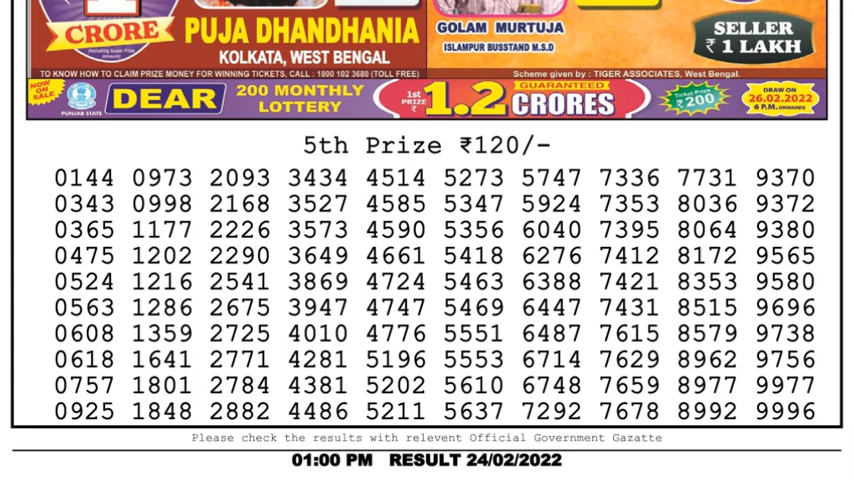 1
CRORE
(Including Super Prize Amount)
PUJA DHANDHANIA
KOLKATA, WEST BENGAL
GOLAM MURTUJA
ISLAMPUR BUSSTAND M.S.D
SELLER
₹ 1 LAKH
TO KNOW HOW TO CLAIM PRIZE MONEY FOR WINNING TICKETS, CALL : 1800 102 3680 (TOLL FREE)
Scheme given by : TIGER ASSOCIATES, West Bengal.
NOW ON SALE
PUNJAB STATE
DEAR
200 MONTHLY
LOTTERY
1st
PRIZE
₹
1.2
GUARANTEED
CRORES
Ticket Price
₹200
DRAW ON
26.02.2022
6 P.M. ONWARDS
5th Prize ₹120/-
0144 0973 2093 3434 4514 5273 5747 7336 7731 9370
0343 0998 2168 3527 4585 5347 5924 7353 8036 9372
0365 1177 2226 3573 4590 5356 6040 7395 8064 9380
0475 1202 2290 3649 4661 5418 6276 7412 8172 9565
0524 1216 2541 3869 4724 5463 6388 7421 8353 9580
0563 1286 2675 3947 4747 5469 6447 7431 8515 9696
0608 1359 2725 4010 4776 5551 6487 7615 8579 9738
0618 1641 2771 4281 5196 5553 6714 7629 8962 9756
0757 1801 2784 4381 5202 5610 6748 7659 8977 9977
0925 1848 2882 4486 5211 5637 7292 7678 8992 9996
Please check the results with relevent Official Government Gazatte
01:00 PM RESULT 24/02/2022